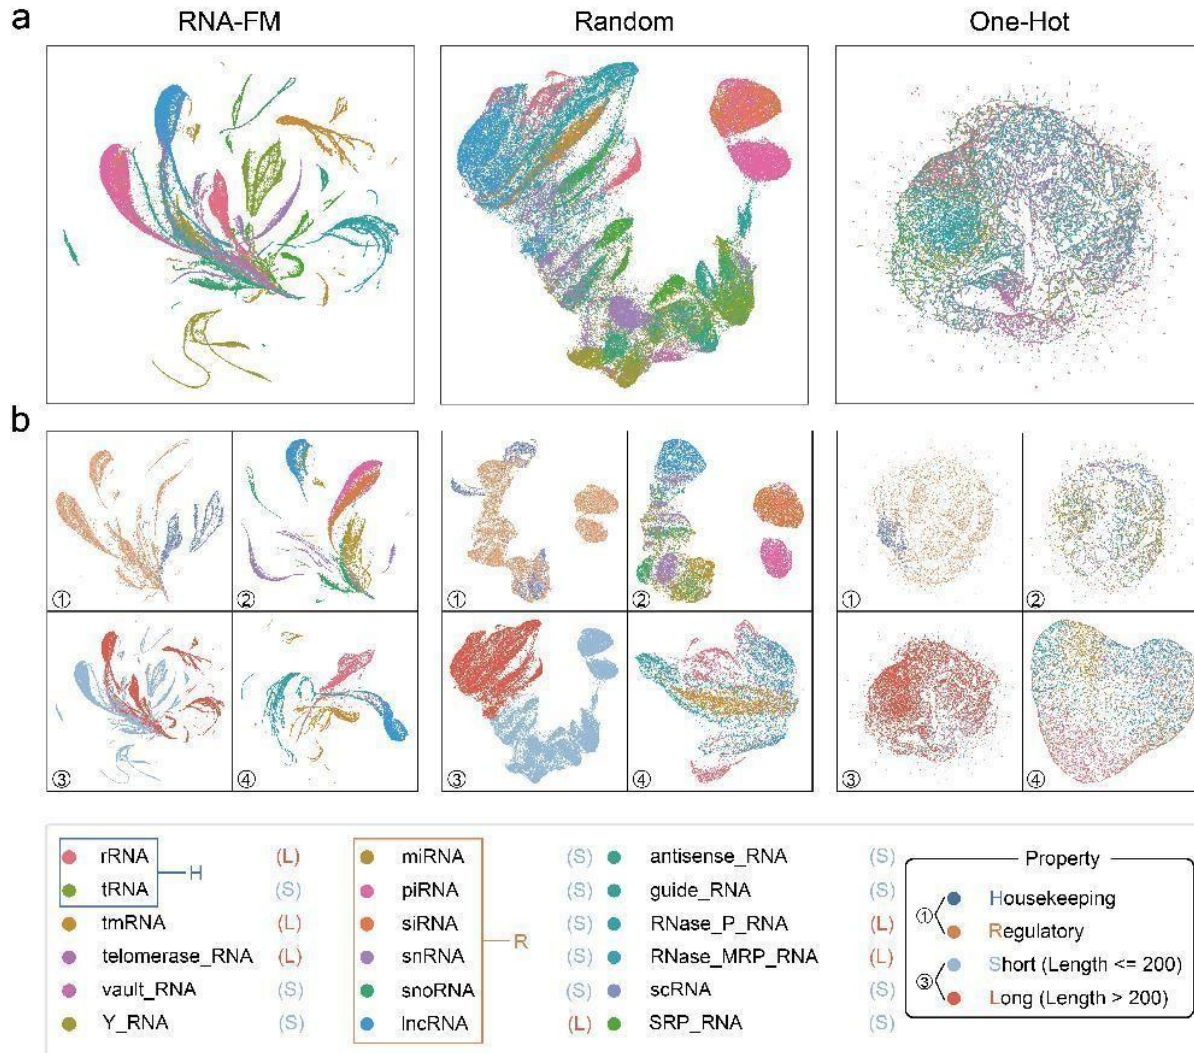 a
RNA-FM Random One-Hot
b
① ② ① ② ① ②
③ ④ ③ ④ ③ ④
rRNA (L) miRNA (S) antisense_RNA (S)
H
tRNA (S) piRNA (S) guide_RNA (S)
tmRNA (L) siRNA (S) RNase_P_RNA (L)
R
telomerase_RNA (L) snRNA (S) RNase_MRP_RNA (L)
vault_RNA (S) snoRNA (S) scRNA (S)
Y_RNA (S) lncRNA (L) SRP_RNA (S)
Property
① Housekeeping
Regulatory
③ Short (Length <= 200)
Long (Length > 200)